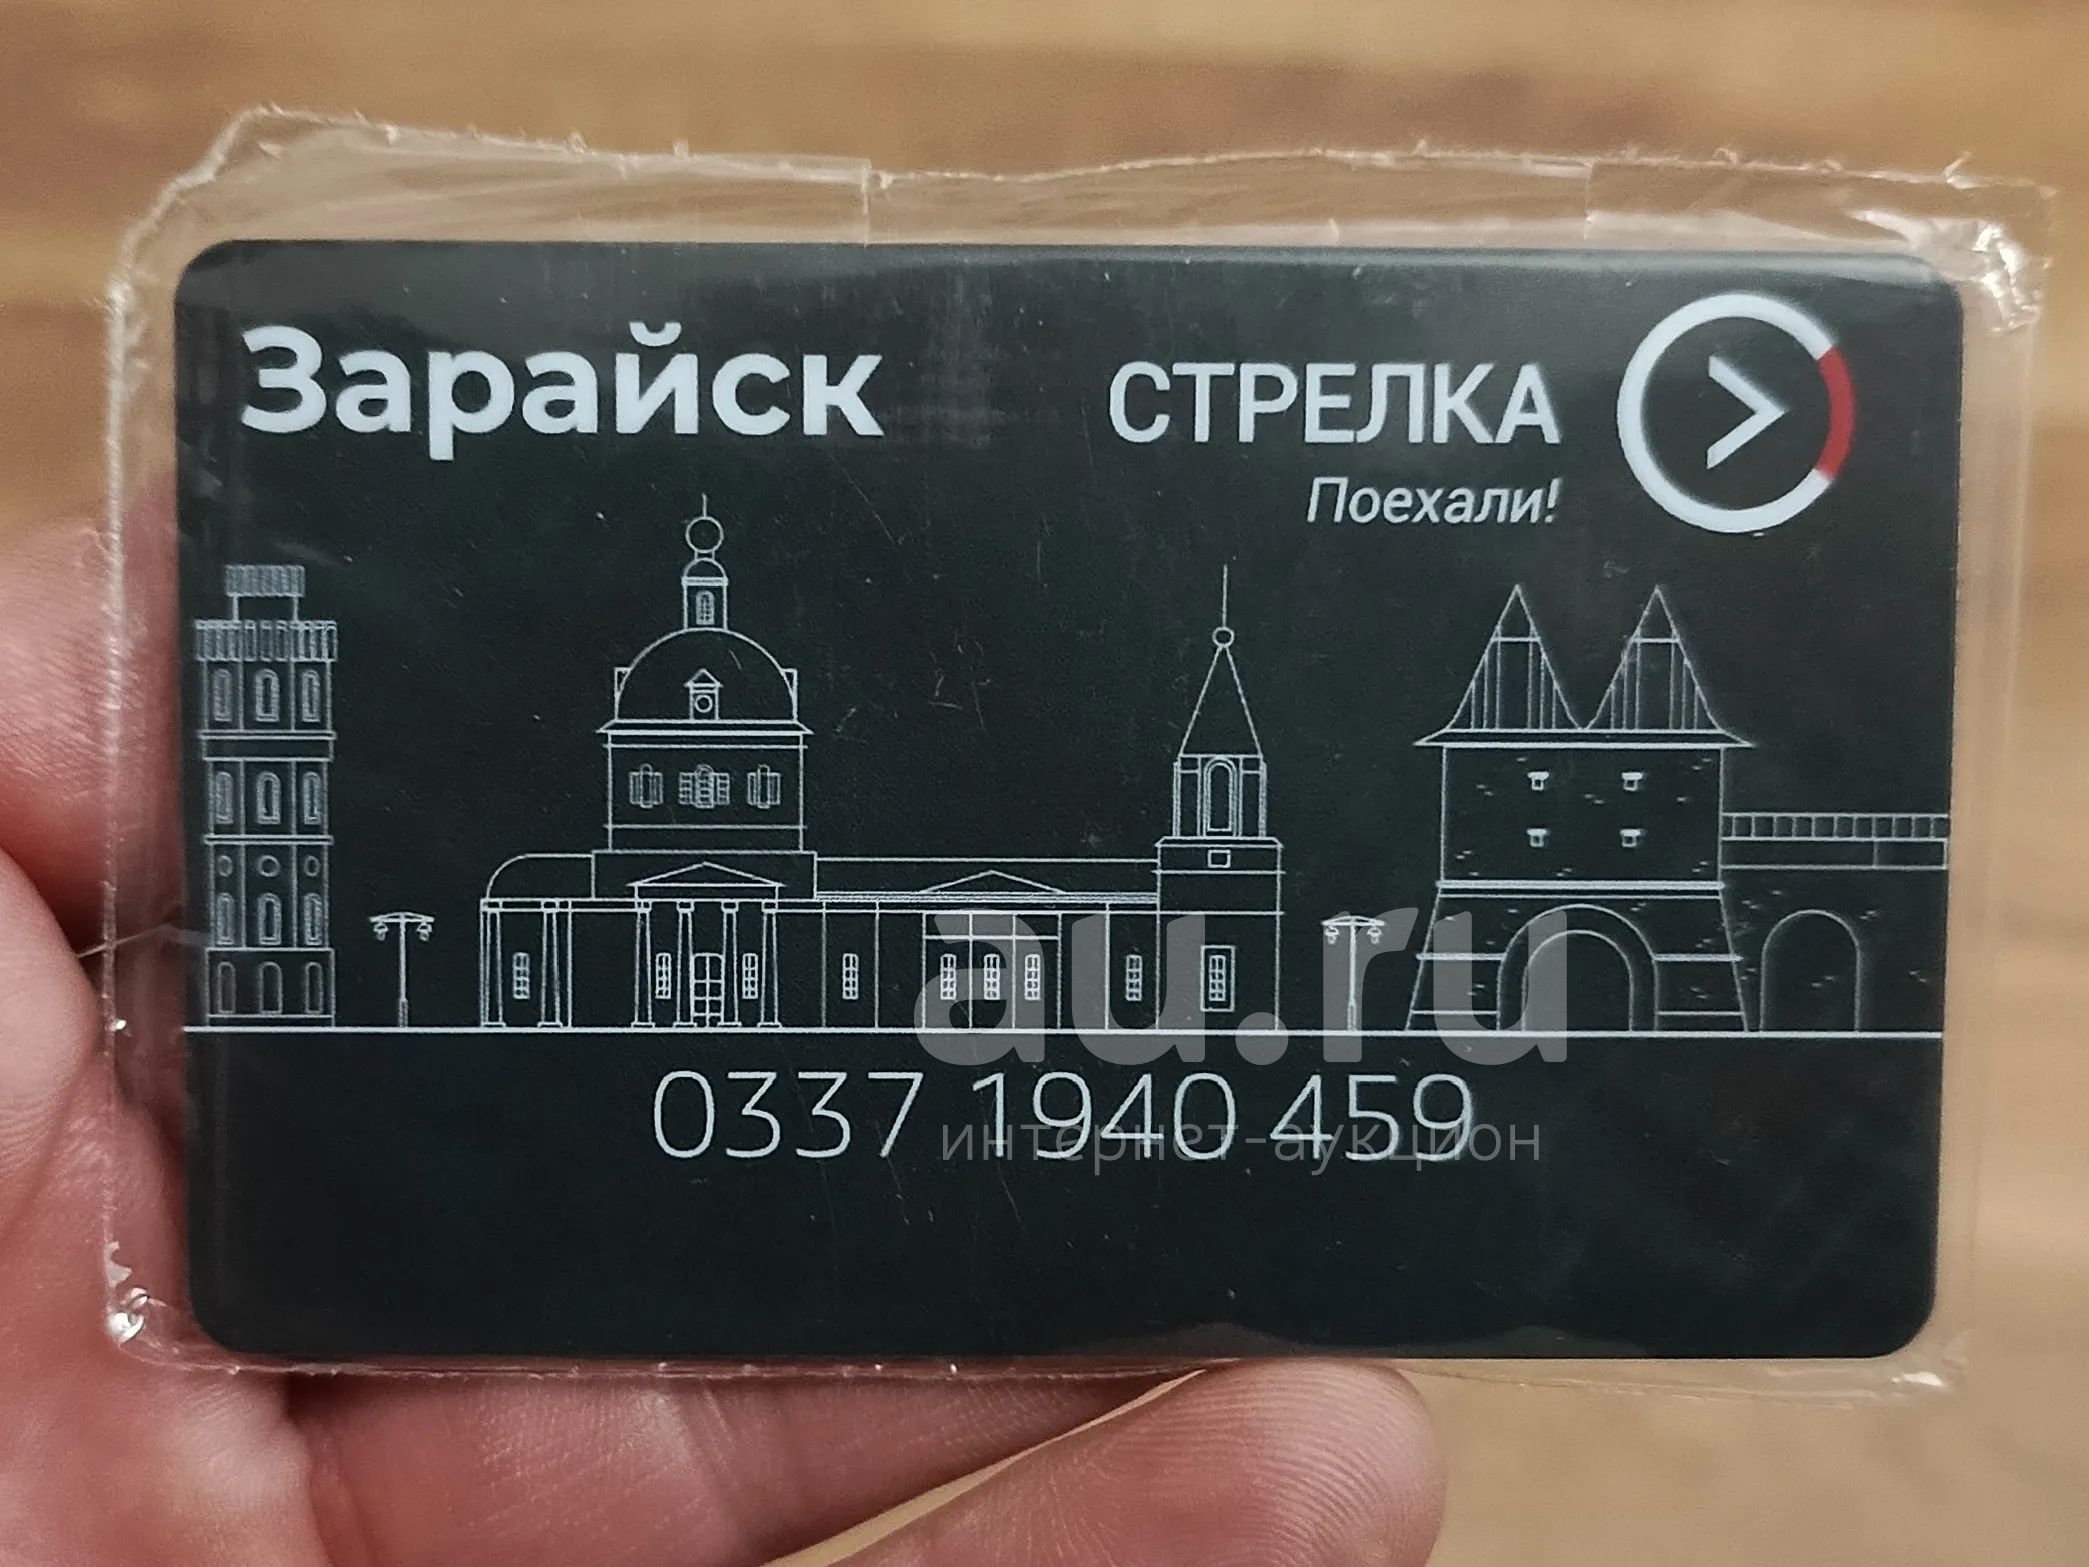 Зарайск
СТРЕЛКА
Поехали!
au.ru
0337 1940 459
интернет-аукцион